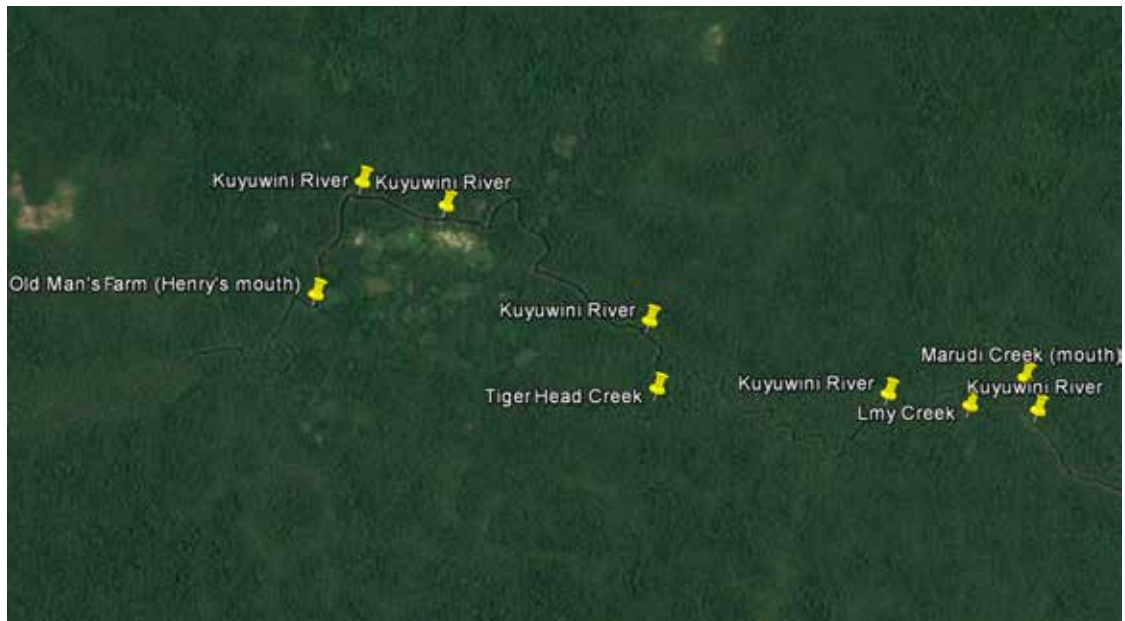 Kuyuwini River
Kuyuwini River
Old Man's Farm (Henry's mouth)
Kuyuwini River
Tiger Head Creek
Marudi Creek (mouth)
Kuyuwini River
Kuyuwini River
Lmy Creek